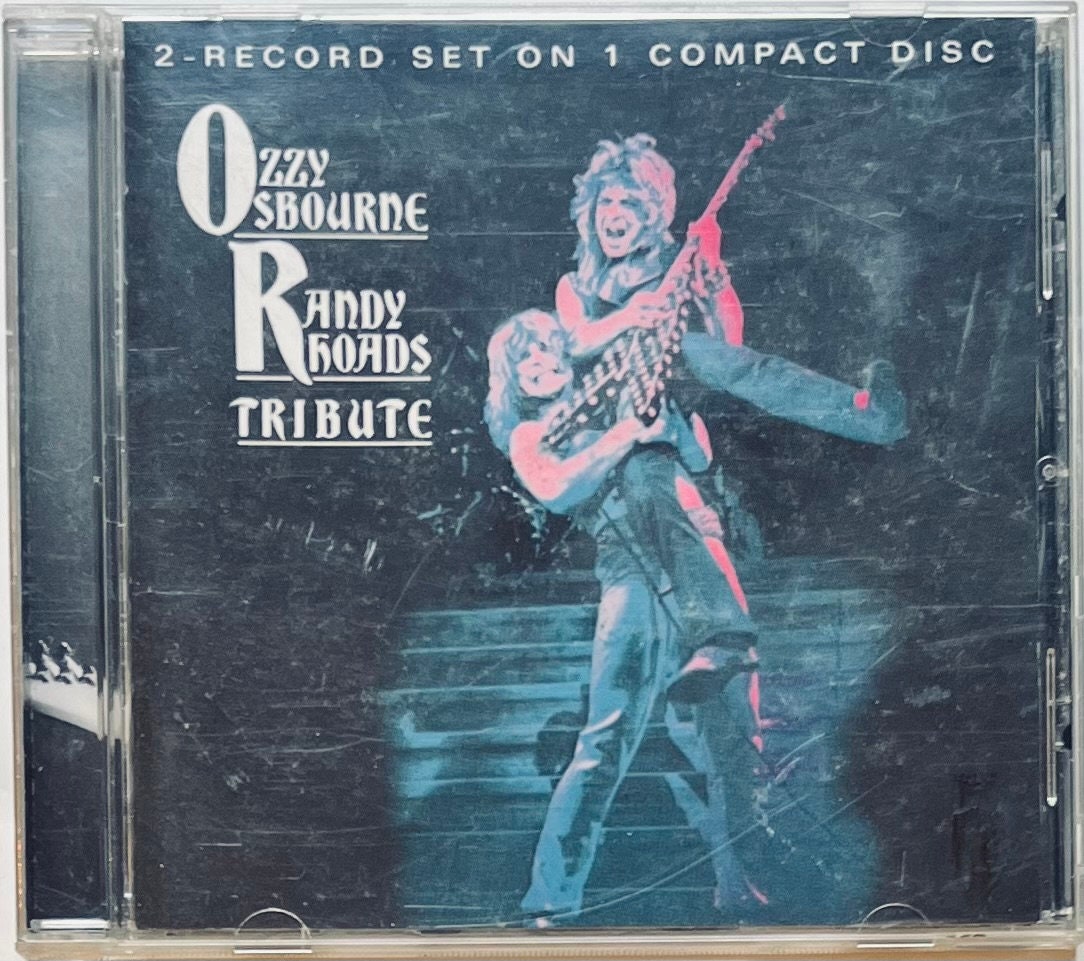 2-RECORD SET ON 1 COMPACT DISC
OZZY
OSBOURNE
RANDY
RHOADS
TRIBUTE